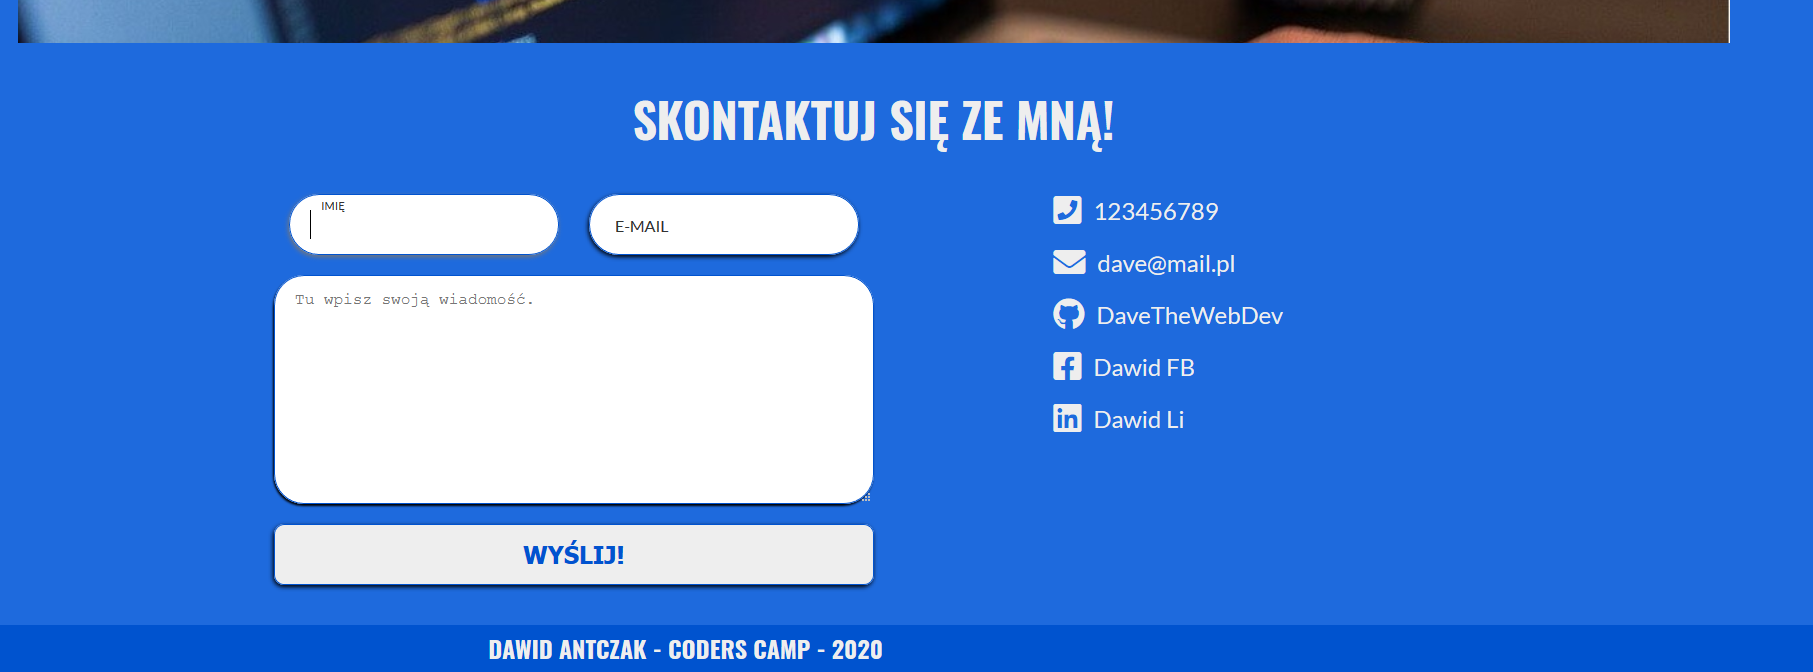 SKONTAKTUJ SIĘ ZE MNĄ!
IMIĘ
E-MAIL
Tu wpisz swoją wiadomość.
WYŚLIJ!
123456789
dave@mail.pl
DaveTheWebDev
Dawid FB
Dawid Li
DAWID ANTCZAK - CODERS CAMP - 2020